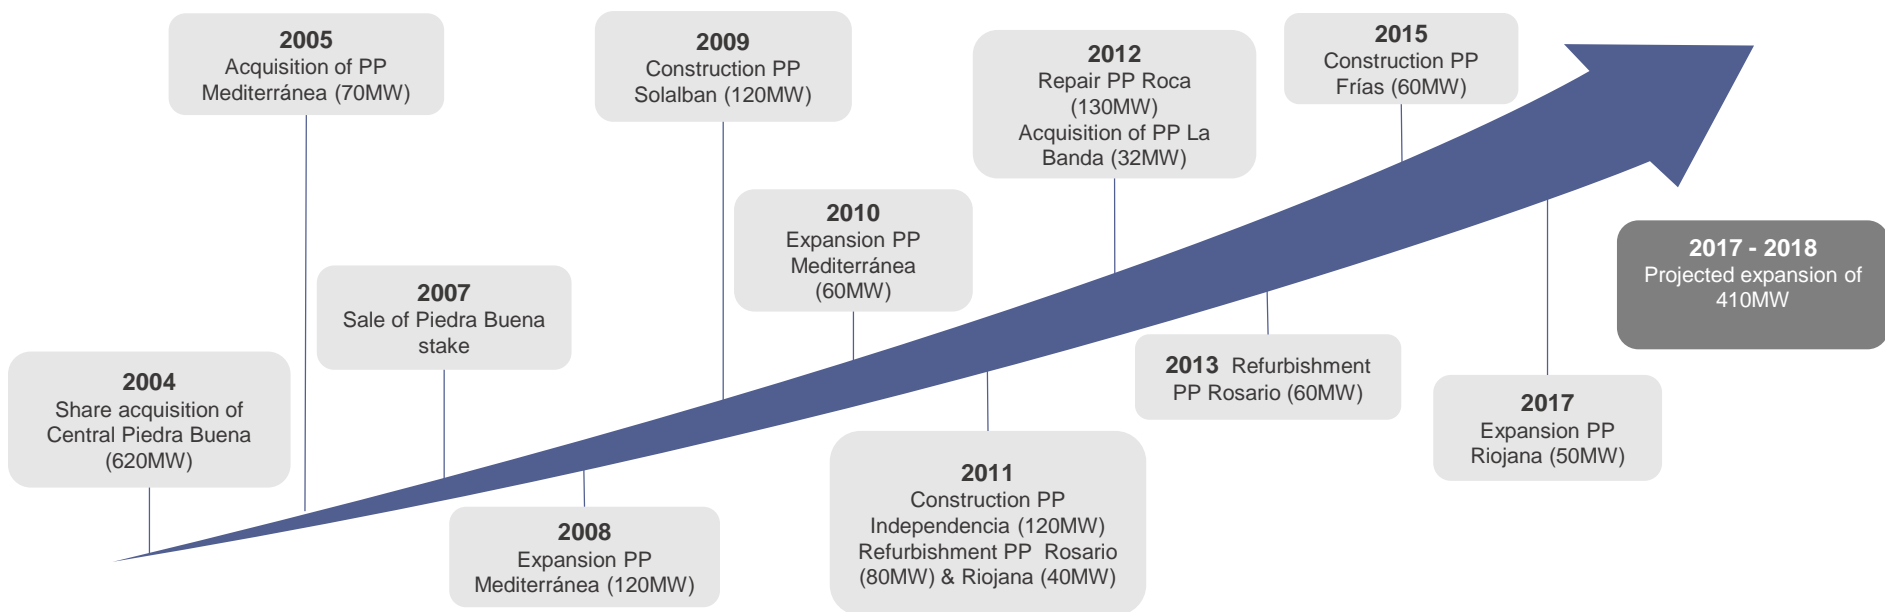 2004
Share acquisition of
Central Piedra Buena
(620MW)
2005
Acquisition of PP
Mediterránea (70MW)
2007
Sale of Piedra Buena
stake
2008
Expansion PP
Mediterránea (120MW)
2009
Construction PP
Solalban (120MW)
2010
Expansion PP
Mediterránea
(60MW)
2011
Construction PP
Independencia (120MW)
Refurbishment PP Rosario
(80MW) & Riojana (40MW)
2012
Repair PP Roca
(130MW)
Acquisition of PP La
Banda (32MW)
2013 Refurbishment
PP Rosario (60MW)
2015
Construction PP
Frías (60MW)
2017
Expansion PP
Riojana (50MW)
2017 - 2018
Projected expansion of
410MW